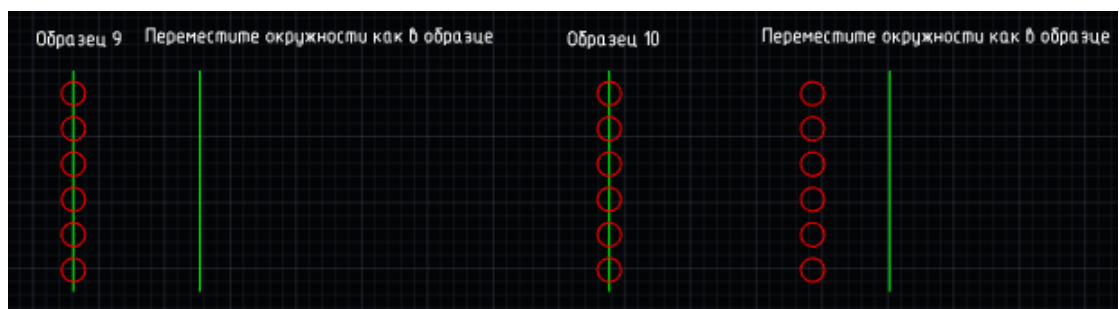 Образец 9
Переместите окружности как в образце
Образец 10
Переместите окружности как в образце